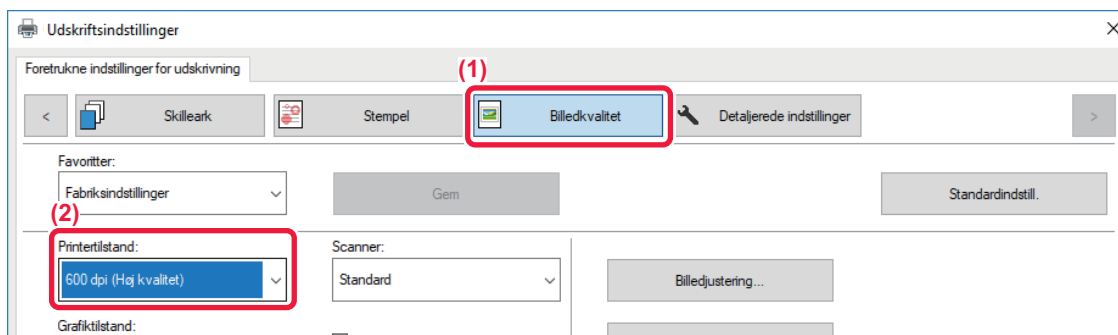 Udskriftsindstillinger
Foretrukne indstillinger for udskrivning
(1)
< Skilleark Stempel Billedkvalitet Detaljerede indstillinger >
Favoritter:
Fabriksindstillinger Gem Standardindstill.
(2)
Printertilstand: Scanner:
600 dpi (Høj kvalitet) Standard Billedjustering...
Grafiktilstand: